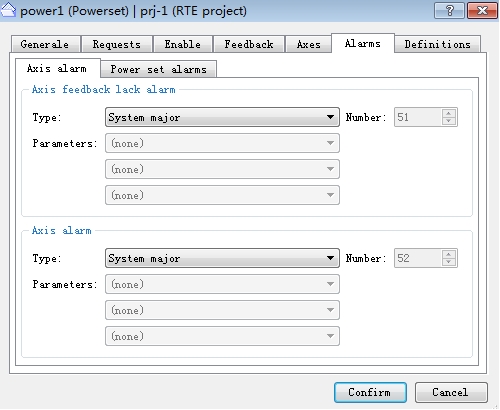 power1 (Powerset) | prj-1 (RTE project)
Generale Requests Enable Feedback Axes Alarms Definitions
Axis alarm Power set alarms
Axis feedback lack alarm
Type: System major Number: 51
Parameters: (none)
(none)
(none)
Axis alarm
Type: System major Number: 52
Parameters: (none)
(none)
(none)
Confirm Cancel